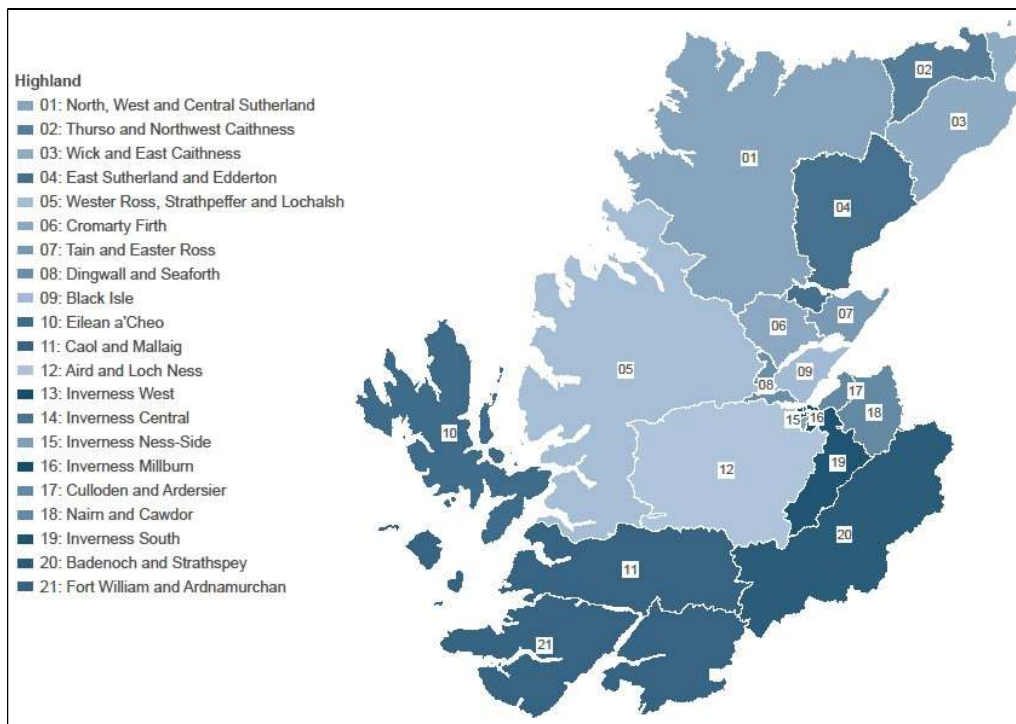 Highland
01: North, West and Central Sutherland
02: Thurso and Northwest Caithness
03: Wick and East Caithness
04: East Sutherland and Edderton
05: Wester Ross, Strathpeffer and Lochalsh
06: Cromarty Firth
07: Tain and Easter Ross
08: Dingwall and Seaforth
09: Black Isle
10: Eilean a'Cheo
11: Caol and Mallaig
12: Aird and Loch Ness
13: Inverness West
14: Inverness Central
15: Inverness Ness-Side
16: Inverness Millburn
17: Culloden and Ardersier
18: Nairn and Cawdor
19: Inverness South
20: Badenoch and Strathspey
21: Fort William and Ardnamurchan
02
03
01
04
07
06
05
09
08
17
18
15
16
10
19
12
20
11
21